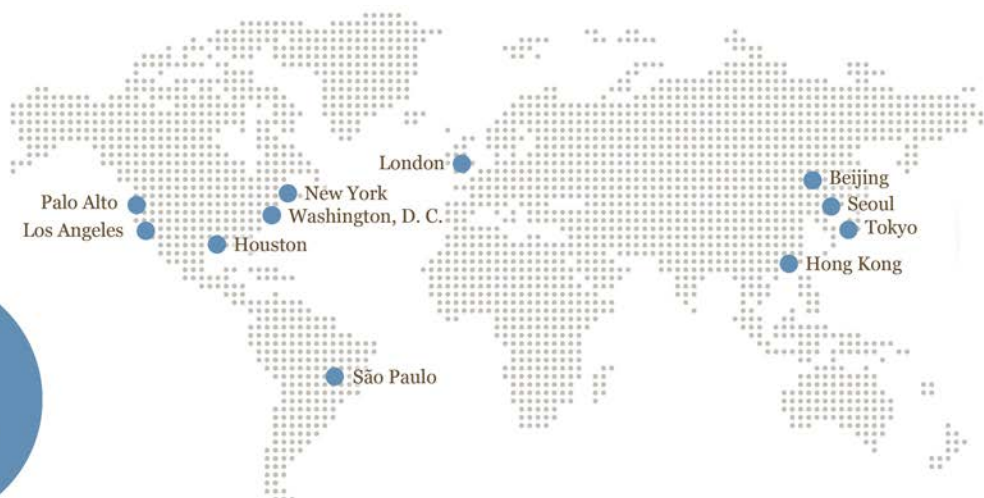 London
Palo Alto
New York
Washington, D. C.
Los Angeles
Houston
São Paulo
Beijing
Seoul
Tokyo
Hong Kong